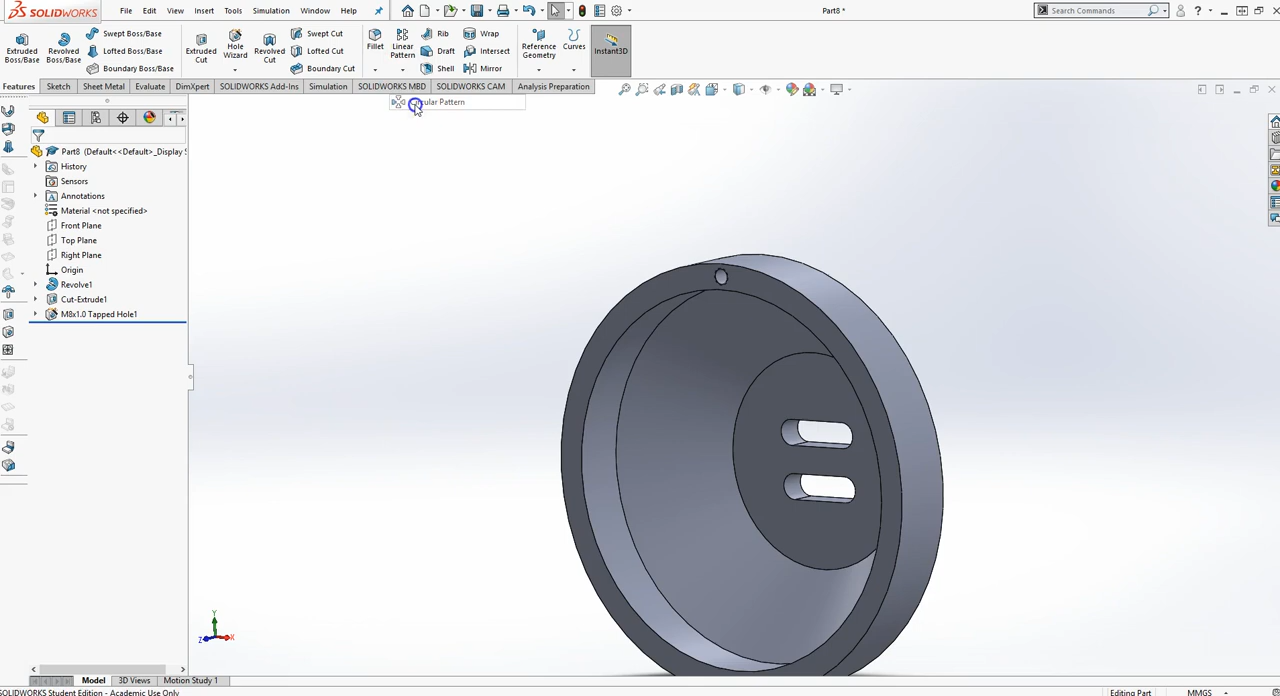 SOLIDWORKS File Edit View Insert Tools Simulation Window Help Part8 * Search Commands ?
Extruded Boss/Base
Revolved Boss/Base
Swept Boss/Base
Lofted Boss/Base
Boundary Boss/Base
Extruded Cut
Hole Wizard
Revolved Cut
Swept Cut
Lofted Cut
Boundary Cut
Fillet
Linear Pattern
Rib
Draft
Shell
Wrap
Intersect
Mirror
Reference Geometry
Curves
Instant3D
Features Sketch Sheet Metal Evaluate DimXpert SOLIDWORKS Add-Ins Simulation SOLIDWORKS MBD SOLIDWORKS CAM Analysis Preparation
Pattern
Part8 (Default<<Default>_Display S
History
Sensors
Annotations
Material <not specified>
Front Plane
Top Plane
Right Plane
Origin
Revolve1
Cut-Extrude1
M8x1.0 Tapped Hole1
Y
Z X
Model 3D Views Motion Study 1
SOLIDWORKS Student Edition - Academic Use Only Editing Part MMGS